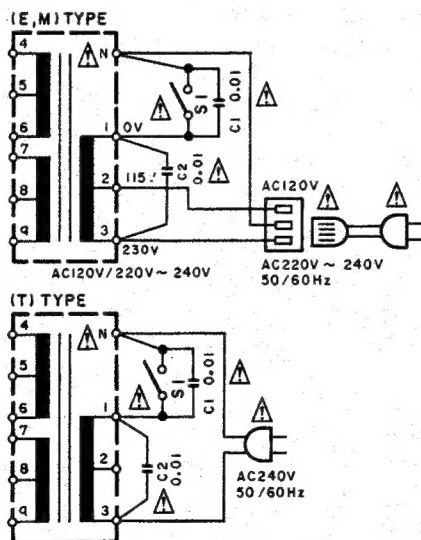 (E,M) TYPE
4
5
6
7
8
9
N
1
0V
2
115V
3
230V
S1
C1 0.01
C2 0.01
AC120V/220V~240V
AC120V
AC220V~240V
50/60Hz
(T) TYPE
4
5
6
7
8
9
N
1
2
3
S1
C1 0.01
C2 0.01
AC240V
50/60Hz